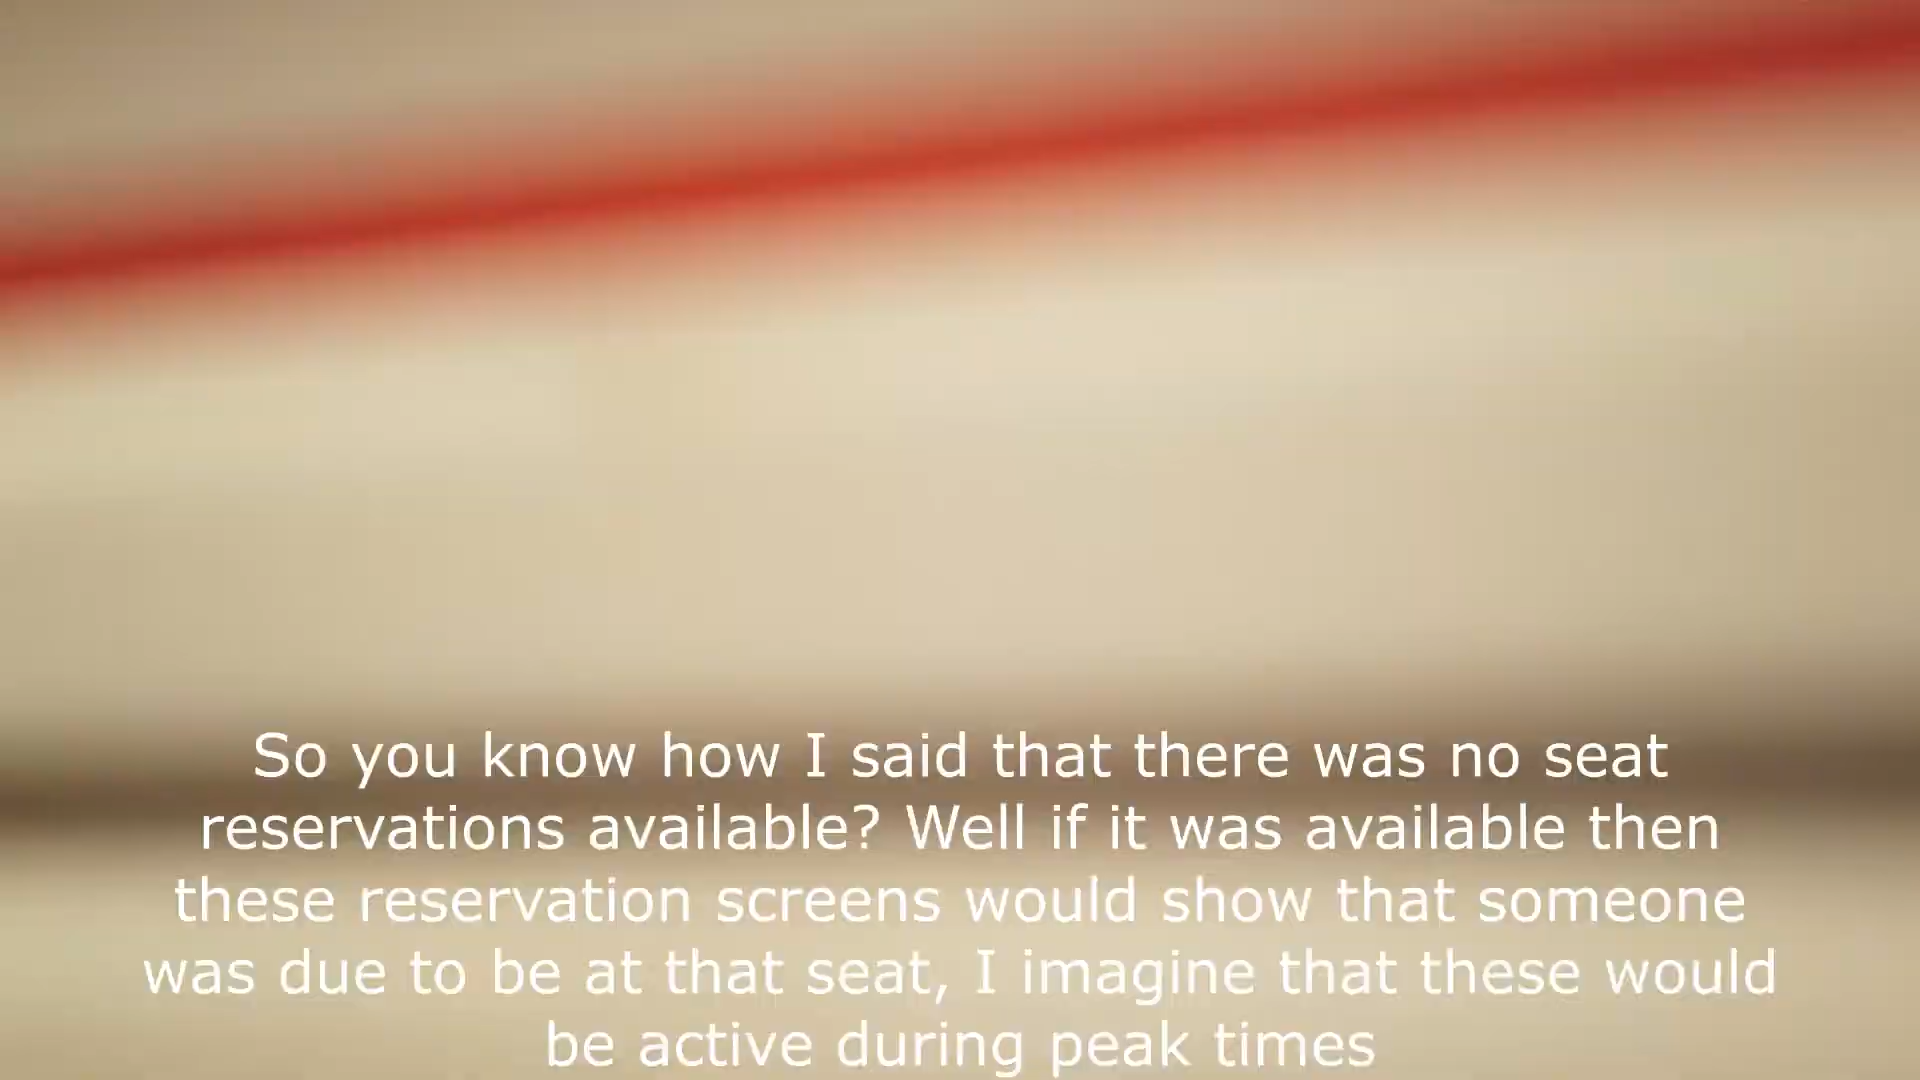 So you know how I said that there was no seat
reservations available? Well if it was available then
these reservation screens would show that someone
was due to be at that seat, I imagine that these would
be active during peak times